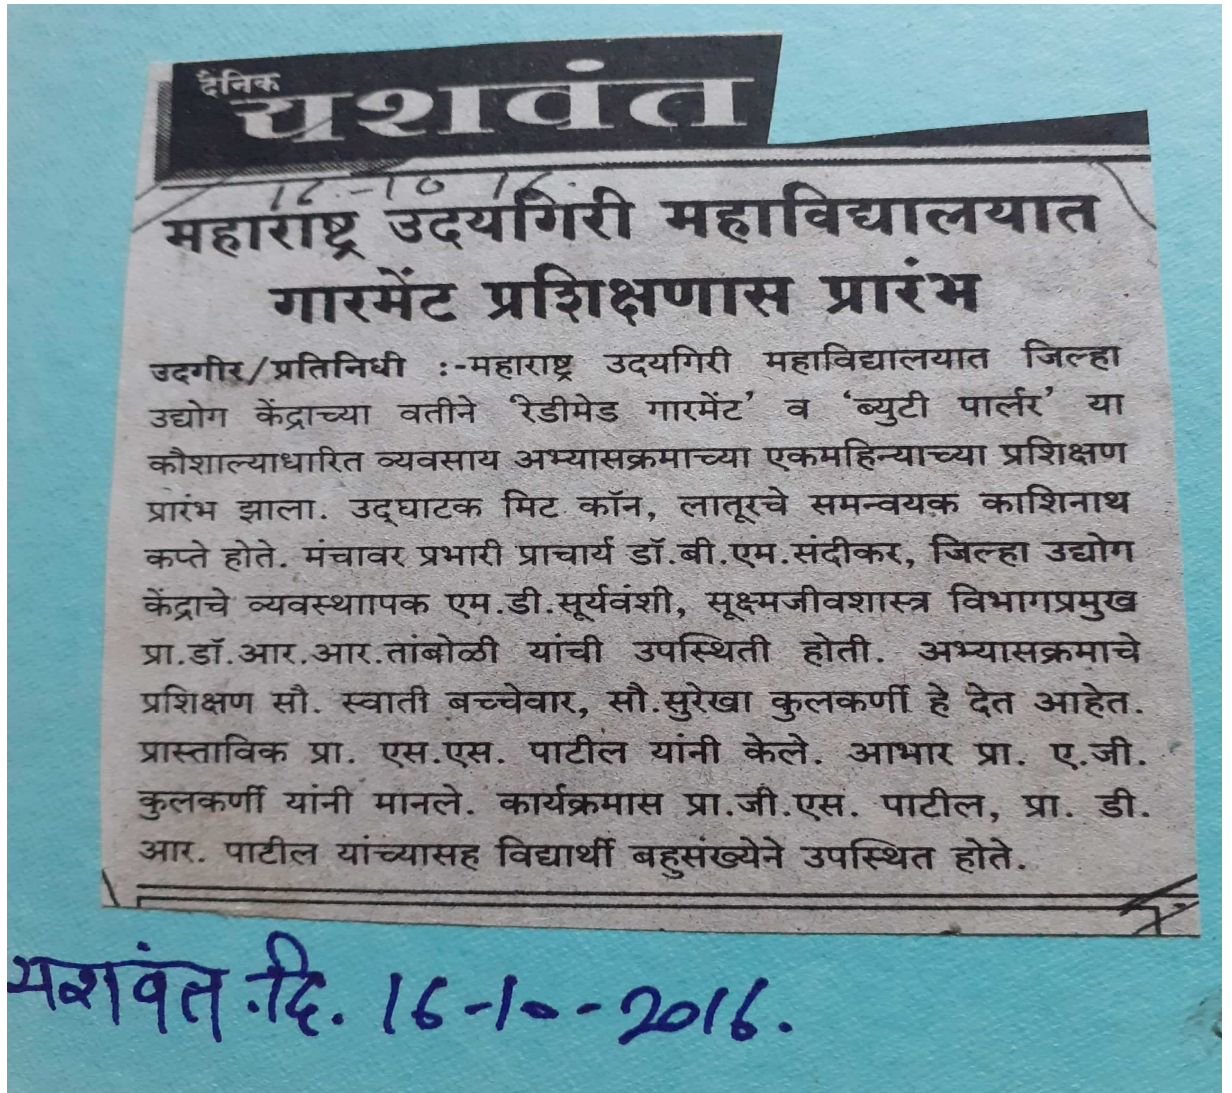 दैनिक
यशवंत
16-10 16.
महाराष्ट्र उदयगिरी महाविद्यालयात
गारमेंट प्रशिक्षणास प्रारंभ
उदगीर/प्रतिनिधी :-महाराष्ट्र उदयगिरी महाविद्यालयात जिल्हा
उद्योग केंद्राच्या वतीने ‘रेडीमेड गारमेंट’ व ‘ब्युटी पार्लर’ या
कौशाल्याधारित व्यवसाय अभ्यासक्रमाच्या एकमहिन्याच्या प्रशिक्षण
प्रारंभ झाला. उद्‌घाटक मिट कॉन, लातूरचे समन्वयक काशिनाथ
कप्ते होते. मंचावर प्रभारी प्राचार्य डॉ.बी.एम.संदीकर, जिल्हा उद्योग
केंद्राचे व्यवस्थाापक एम.डी.सूर्यवंशी, सूक्ष्मजीवशास्त्र विभागप्रमुख
प्रा.डॉ.आर.आर.तांबोळी यांची उपस्थिती होती. अभ्यासक्रमाचे
प्रशिक्षण सौ. स्वाती बच्चेवार, सौ.सुरेखा कुलकर्णी हे देत आहेत.
प्रास्ताविक प्रा. एस.एस. पाटील यांनी केले. आभार प्रा. ए.जी.
कुलकर्णी यांनी मानले. कार्यक्रमास प्रा.जी.एस. पाटील, प्रा. डी.
आर. पाटील यांच्यासह विद्यार्थी बहुसंख्येने उपस्थित होते.
यशवंत.दि. 16-10-2016.